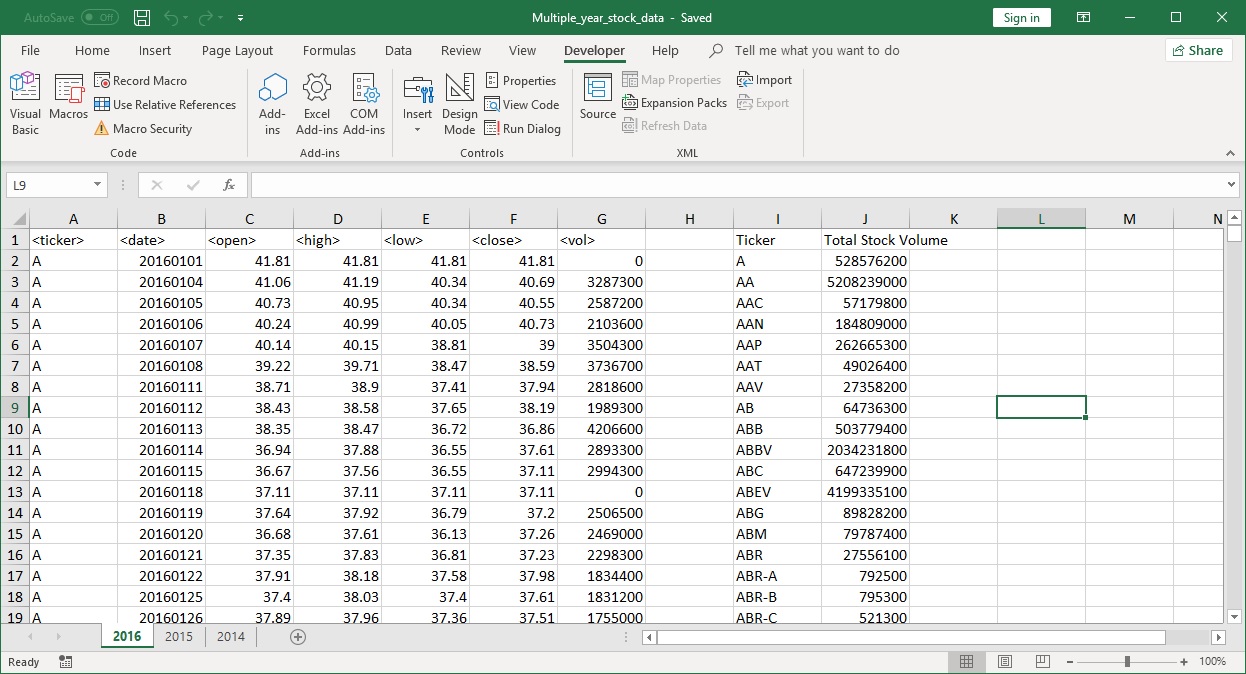 AutoSave Off Multiple_year_stock_data - Saved Sign in
File Home Insert Page Layout Formulas Data Review View Developer Help Tell me what you want to do Share
Visual Basic
Macros
Record Macro
Use Relative References
Macro Security
Code
Add-ins
Excel Add-ins
COM Add-ins
Add-ins
Insert
Design Mode
Properties
View Code
Run Dialog
Controls
Source
Map Properties
Expansion Packs
Refresh Data
Import
Export
XML
L9 fx
A B C D E F G H I J K L M N
1 <ticker> <date> <open> <high> <low> <close> <vol> Ticker Total Stock Volume
2 A 20160101 41.81 41.81 41.81 41.81 0 A 528576200
3 A 20160104 41.06 41.19 40.34 40.69 3287300 AA 5208239000
4 A 20160105 40.73 40.95 40.34 40.55 2587200 AAC 57179800
5 A 20160106 40.24 40.99 40.05 40.73 2103600 AAN 184809000
6 A 20160107 40.14 40.15 38.81 39 3504300 AAP 262665300
7 A 20160108 39.22 39.71 38.47 38.59 3736700 AAT 49026400
8 A 20160111 38.71 38.9 37.41 37.94 2818600 AAV 27358200
9 A 20160112 38.43 38.58 37.65 38.19 1989300 AB 64736300
10 A 20160113 38.35 38.47 36.72 36.86 4206600 ABB 503779400
11 A 20160114 36.94 37.88 36.55 37.61 2893300 ABBV 2034231800
12 A 20160115 36.67 37.56 36.55 37.11 2994300 ABC 647239900
13 A 20160118 37.11 37.11 37.11 37.11 0 ABEV 4199335100
14 A 20160119 37.64 37.92 36.79 37.2 2506500 ABG 89828200
15 A 20160120 36.68 37.61 36.13 37.26 2469000 ABM 79787400
16 A 20160121 37.35 37.83 36.81 37.23 2298300 ABR 27556100
17 A 20160122 37.91 38.18 37.58 37.98 1834400 ABR-A 792500
18 A 20160125 37.4 38.03 37.4 37.61 1831200 ABR-B 795300
19 A 20160126 37.89 37.96 37.36 37.51 1755000 ABR-C 521300
2016 2015 2014
Ready 100%